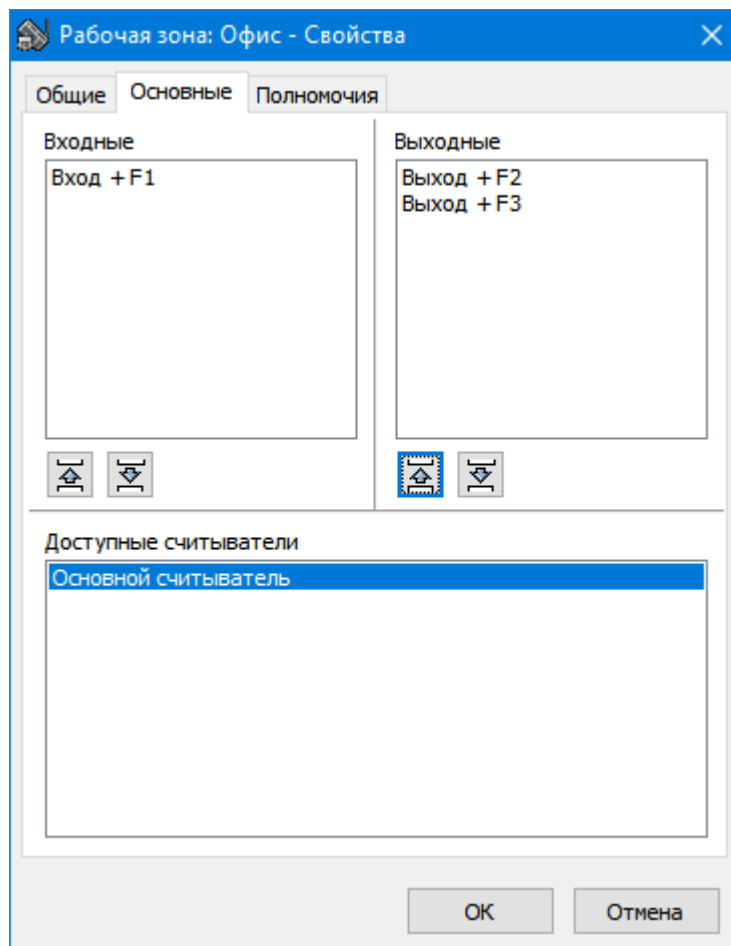 Рабочая зона: Офис - Свойства
Общие Основные Полномочия
Входные
Вход +F1
Выходные
Выход +F2
Выход +F3
Доступные считыватели
Основной считыватель
OK Отмена